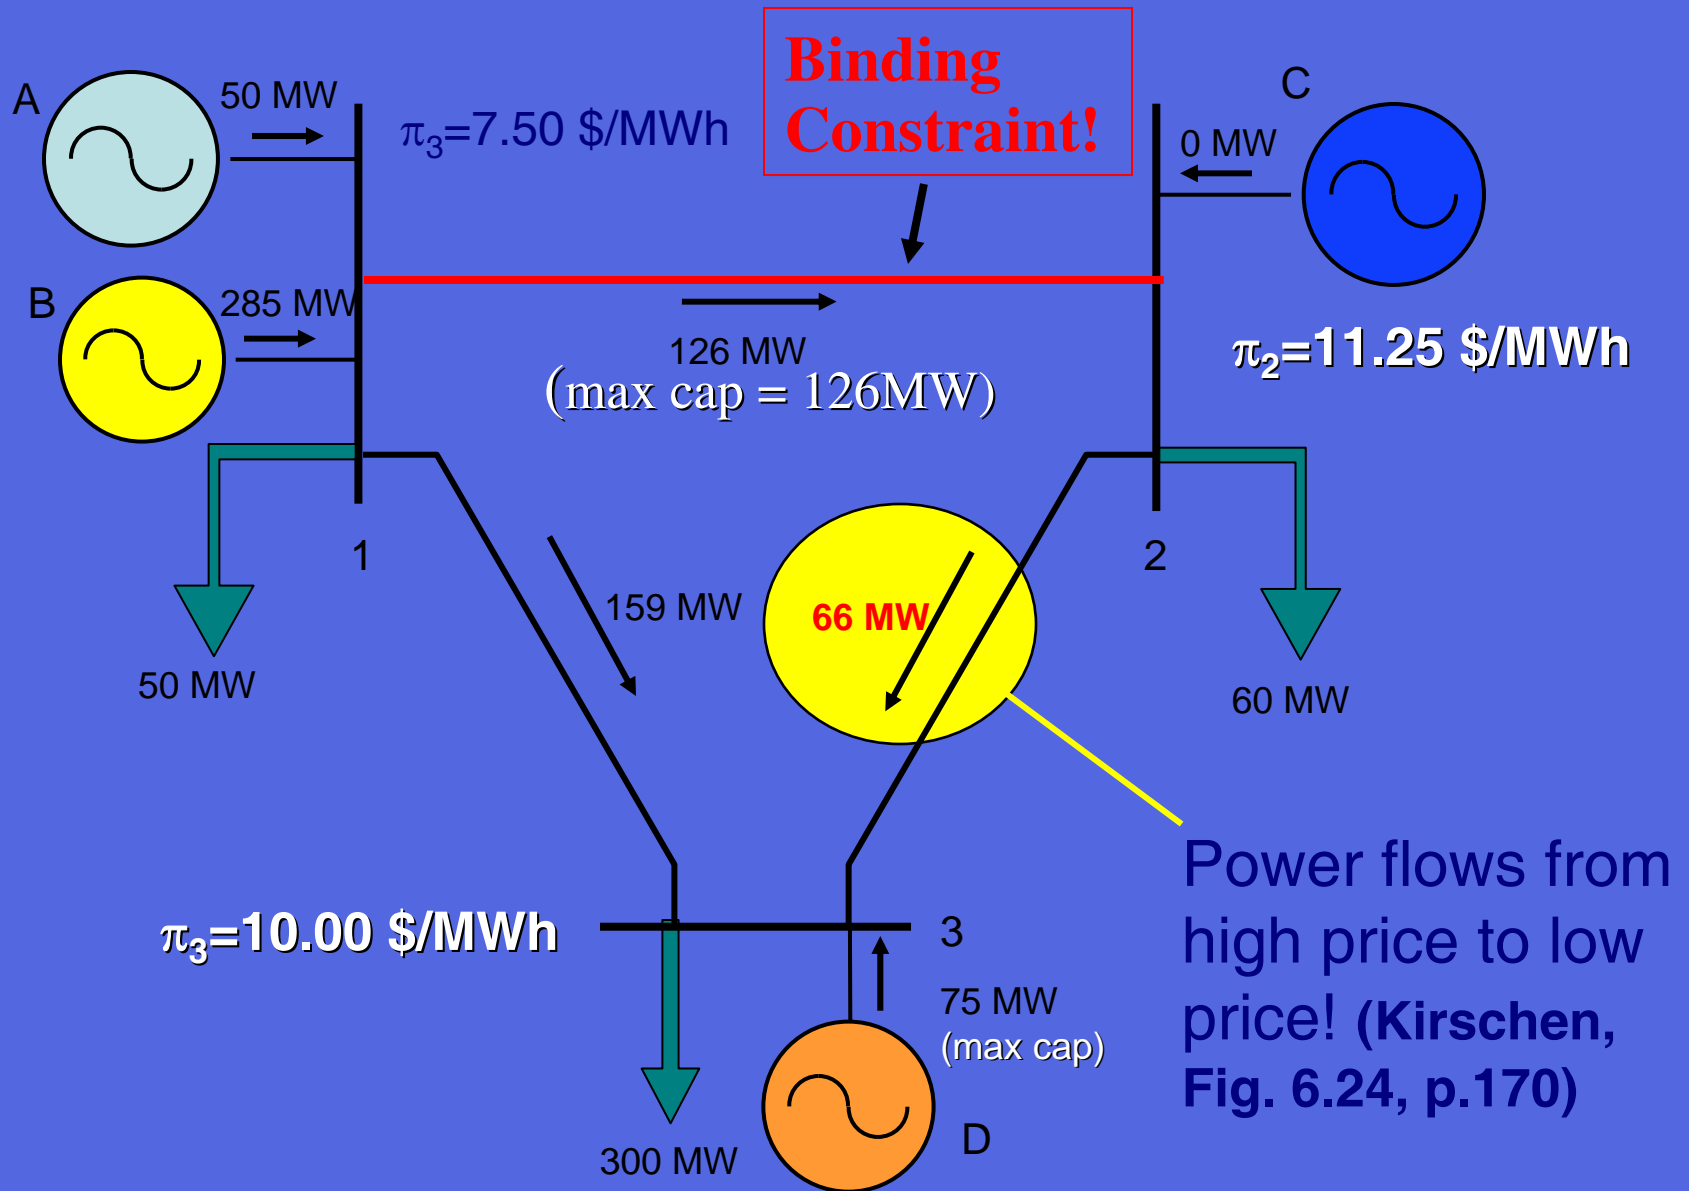 Binding
Constraint!
A
50 MW
π3=7.50 $/MWh
C
0 MW
B
285 MW
126 MW
(max cap = 126MW)
π2=11.25 $/MWh
1
2
159 MW
66 MW
50 MW
60 MW
Power flows from
high price to low
price! (Kirschen,
Fig. 6.24, p.170)
π3=10.00 $/MWh
3
75 MW
(max cap)
D
300 MW